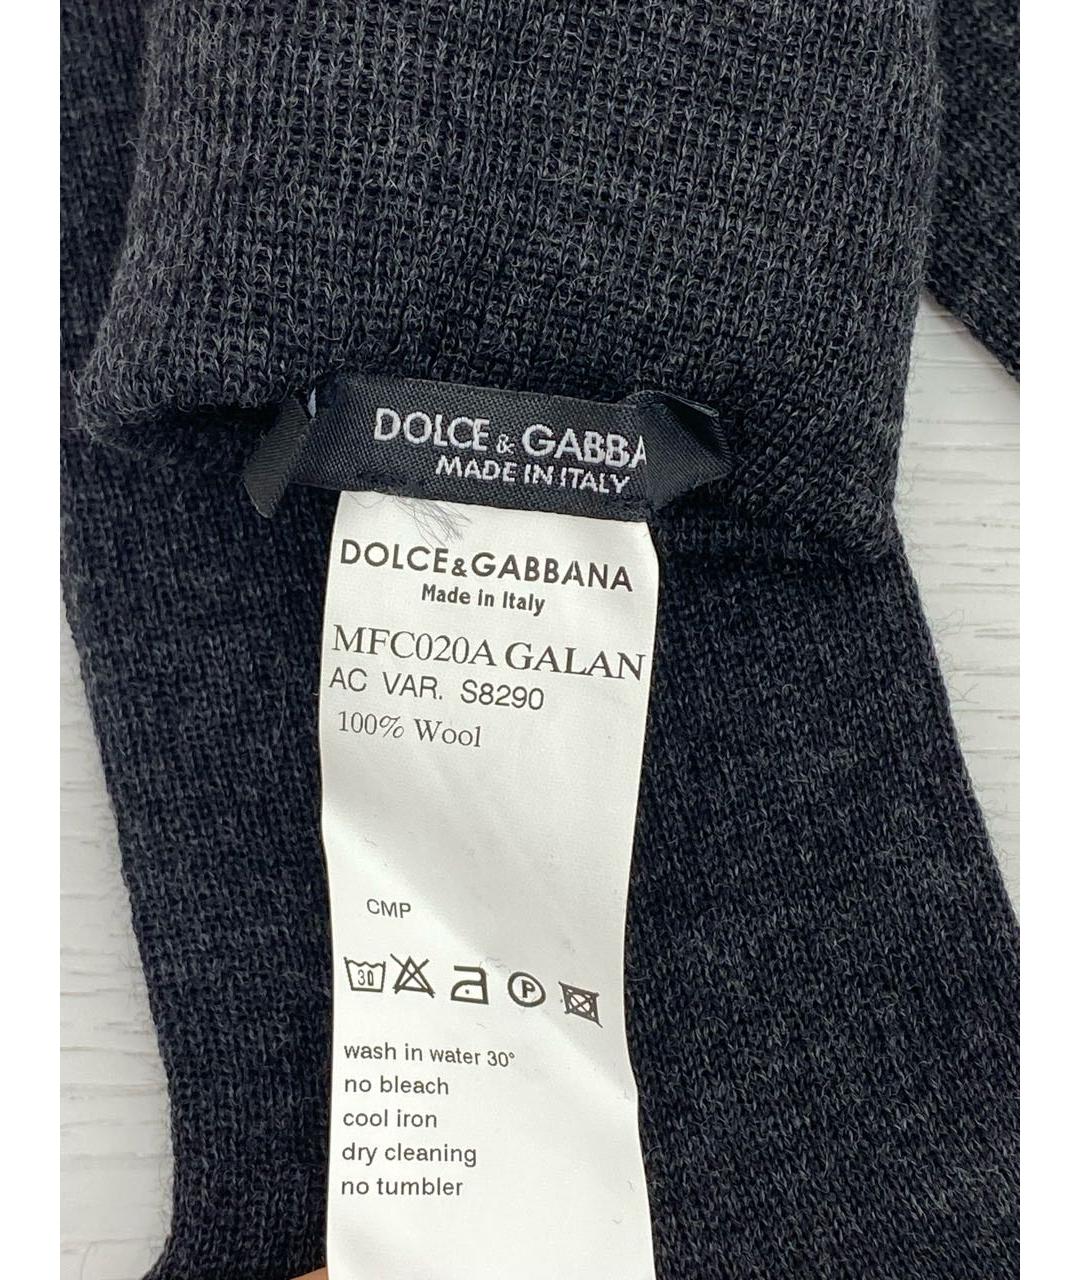 DOLCE & GABBA
MADE IN ITALY
DOLCE&GABBANA
Made in Italy
MFC020A GALAN
AC VAR. S8290
100% Wool
CMP
30 P
wash in water 30°
no bleach
cool iron
dry cleaning
no tumbler